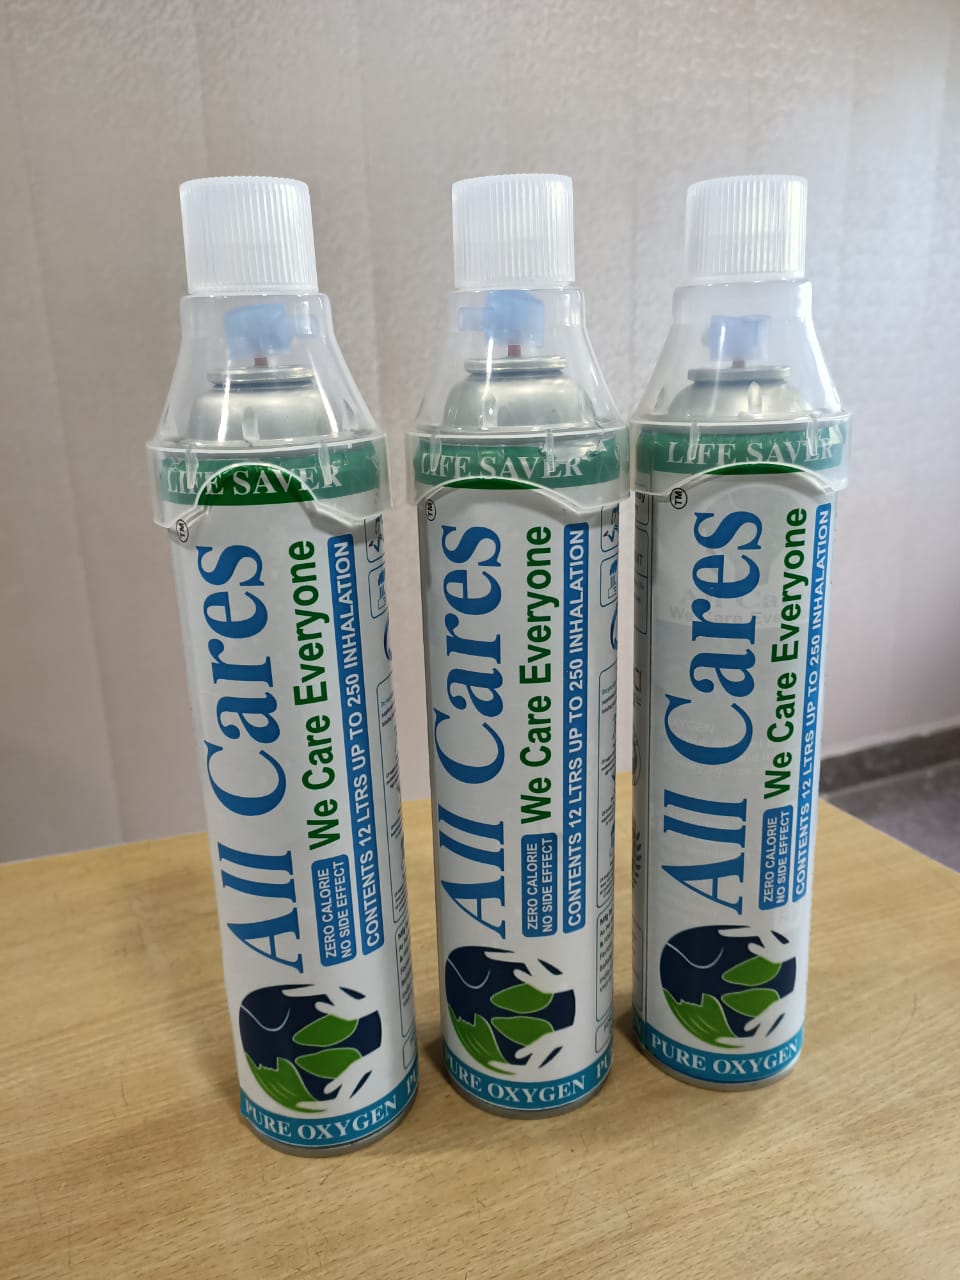 LIFE SAVER
TM
All Cares
We Care Everyone
ZERO CALORIE
NO SIDE EFFECT
CONTENTS 12 LTRS UP TO 250 INHALATION
PURE OXYGEN
LIFE SAVER
TM
All Cares
We Care Everyone
ZERO CALORIE
NO SIDE EFFECT
CONTENTS 12 LTRS UP TO 250 INHALATION
PURE OXYGEN
LIFE SAVER
TM
All Cares
We Care Everyone
ZERO CALORIE
NO SIDE EFFECT
CONTENTS 12 LTRS UP TO 250 INHALATION
PURE OXYGEN